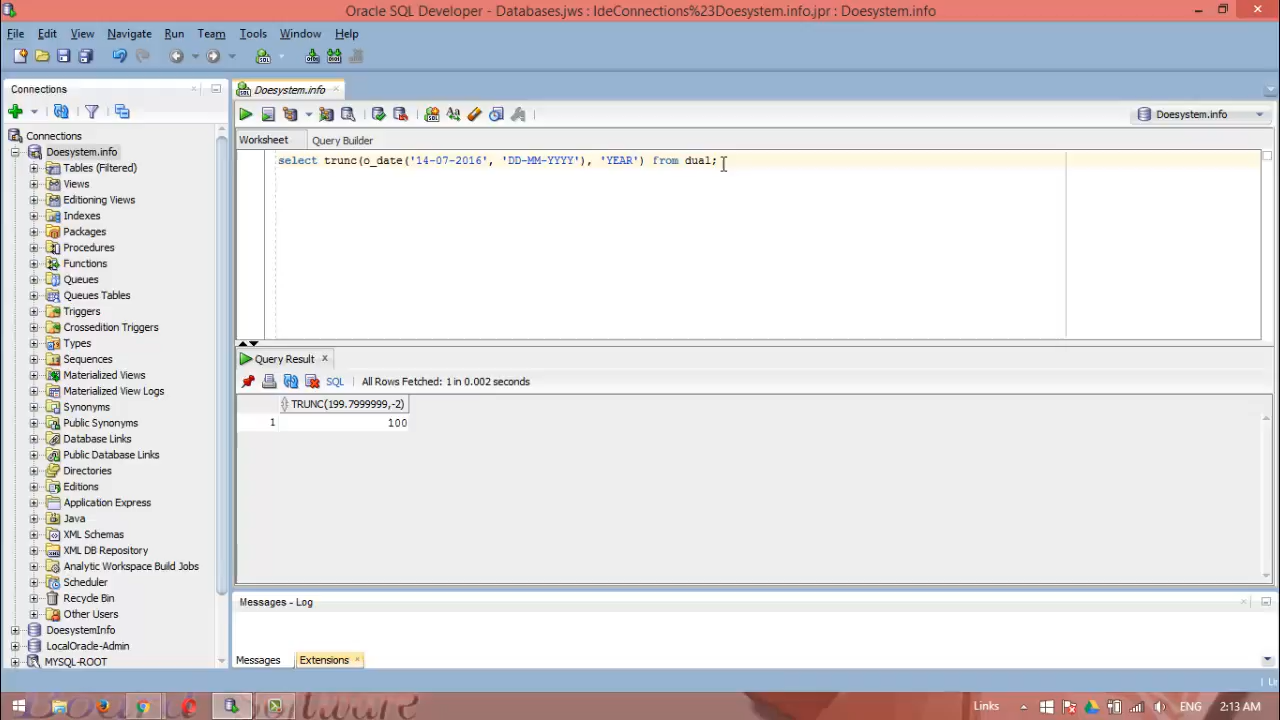 Oracle SQL Developer - Databases.jws : IdeConnections%23Doesystem.info.jpr : Doesystem.info
File Edit View Navigate Run Team Tools Window Help
Connections
Doesystem.info
Doesystem.info
Worksheet Query Builder
Connections
Doesystem.info
Tables (Filtered)
Views
Editioning Views
Indexes
Packages
Procedures
Functions
Queues
Queues Tables
Triggers
Crossedition Triggers
Types
Sequences
Materialized Views
Materialized View Logs
Synonyms
Public Synonyms
Database Links
Public Database Links
Directories
Editions
Application Express
Java
XML Schemas
XML DB Repository
Analytic Workspace Build Jobs
Scheduler
Recycle Bin
Other Users
DoesystemInfo
LocalOracle-Admin
MYSQL-ROOT
select trunc(o_date('14-07-2016', 'DD-MM-YYYY'), 'YEAR') from dual;
Query Result
SQL All Rows Fetched: 1 in 0.002 seconds
TRUNC(199.7999999,-2)
1 100
Messages - Log
Messages Extensions
Links ENG 2:13 AM